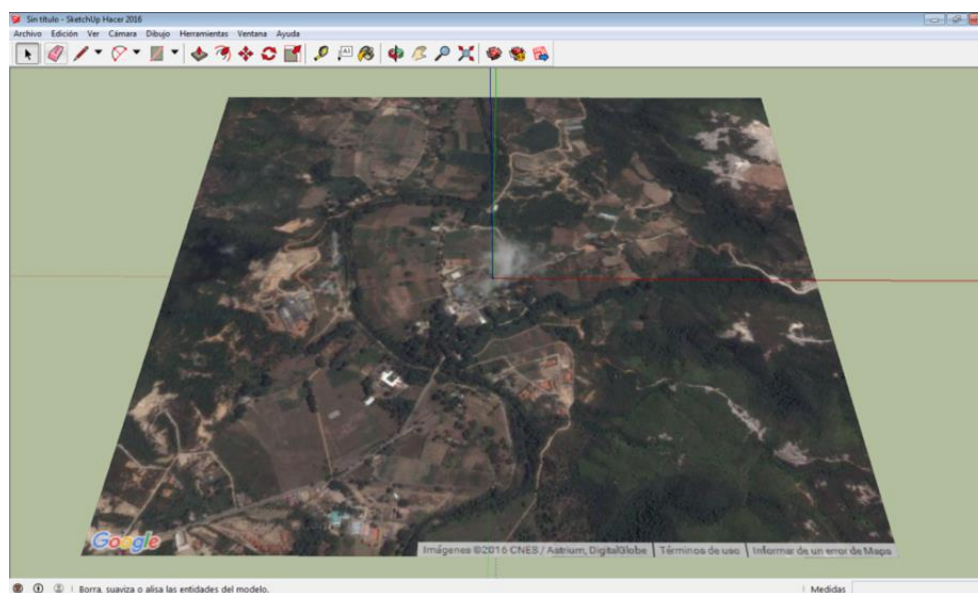 Sin título - SketchUp Hacer 2016
Archivo Edición Ver Cámara Dibujo Herramientas Ventana Ayuda
A1
Google
Imágenes ©2016 CNES / Astrium, DigitalGlobe | Términos de uso | Informar de un error de Maps
Borra, suaviza o alisa las entidades del modelo.
Medidas